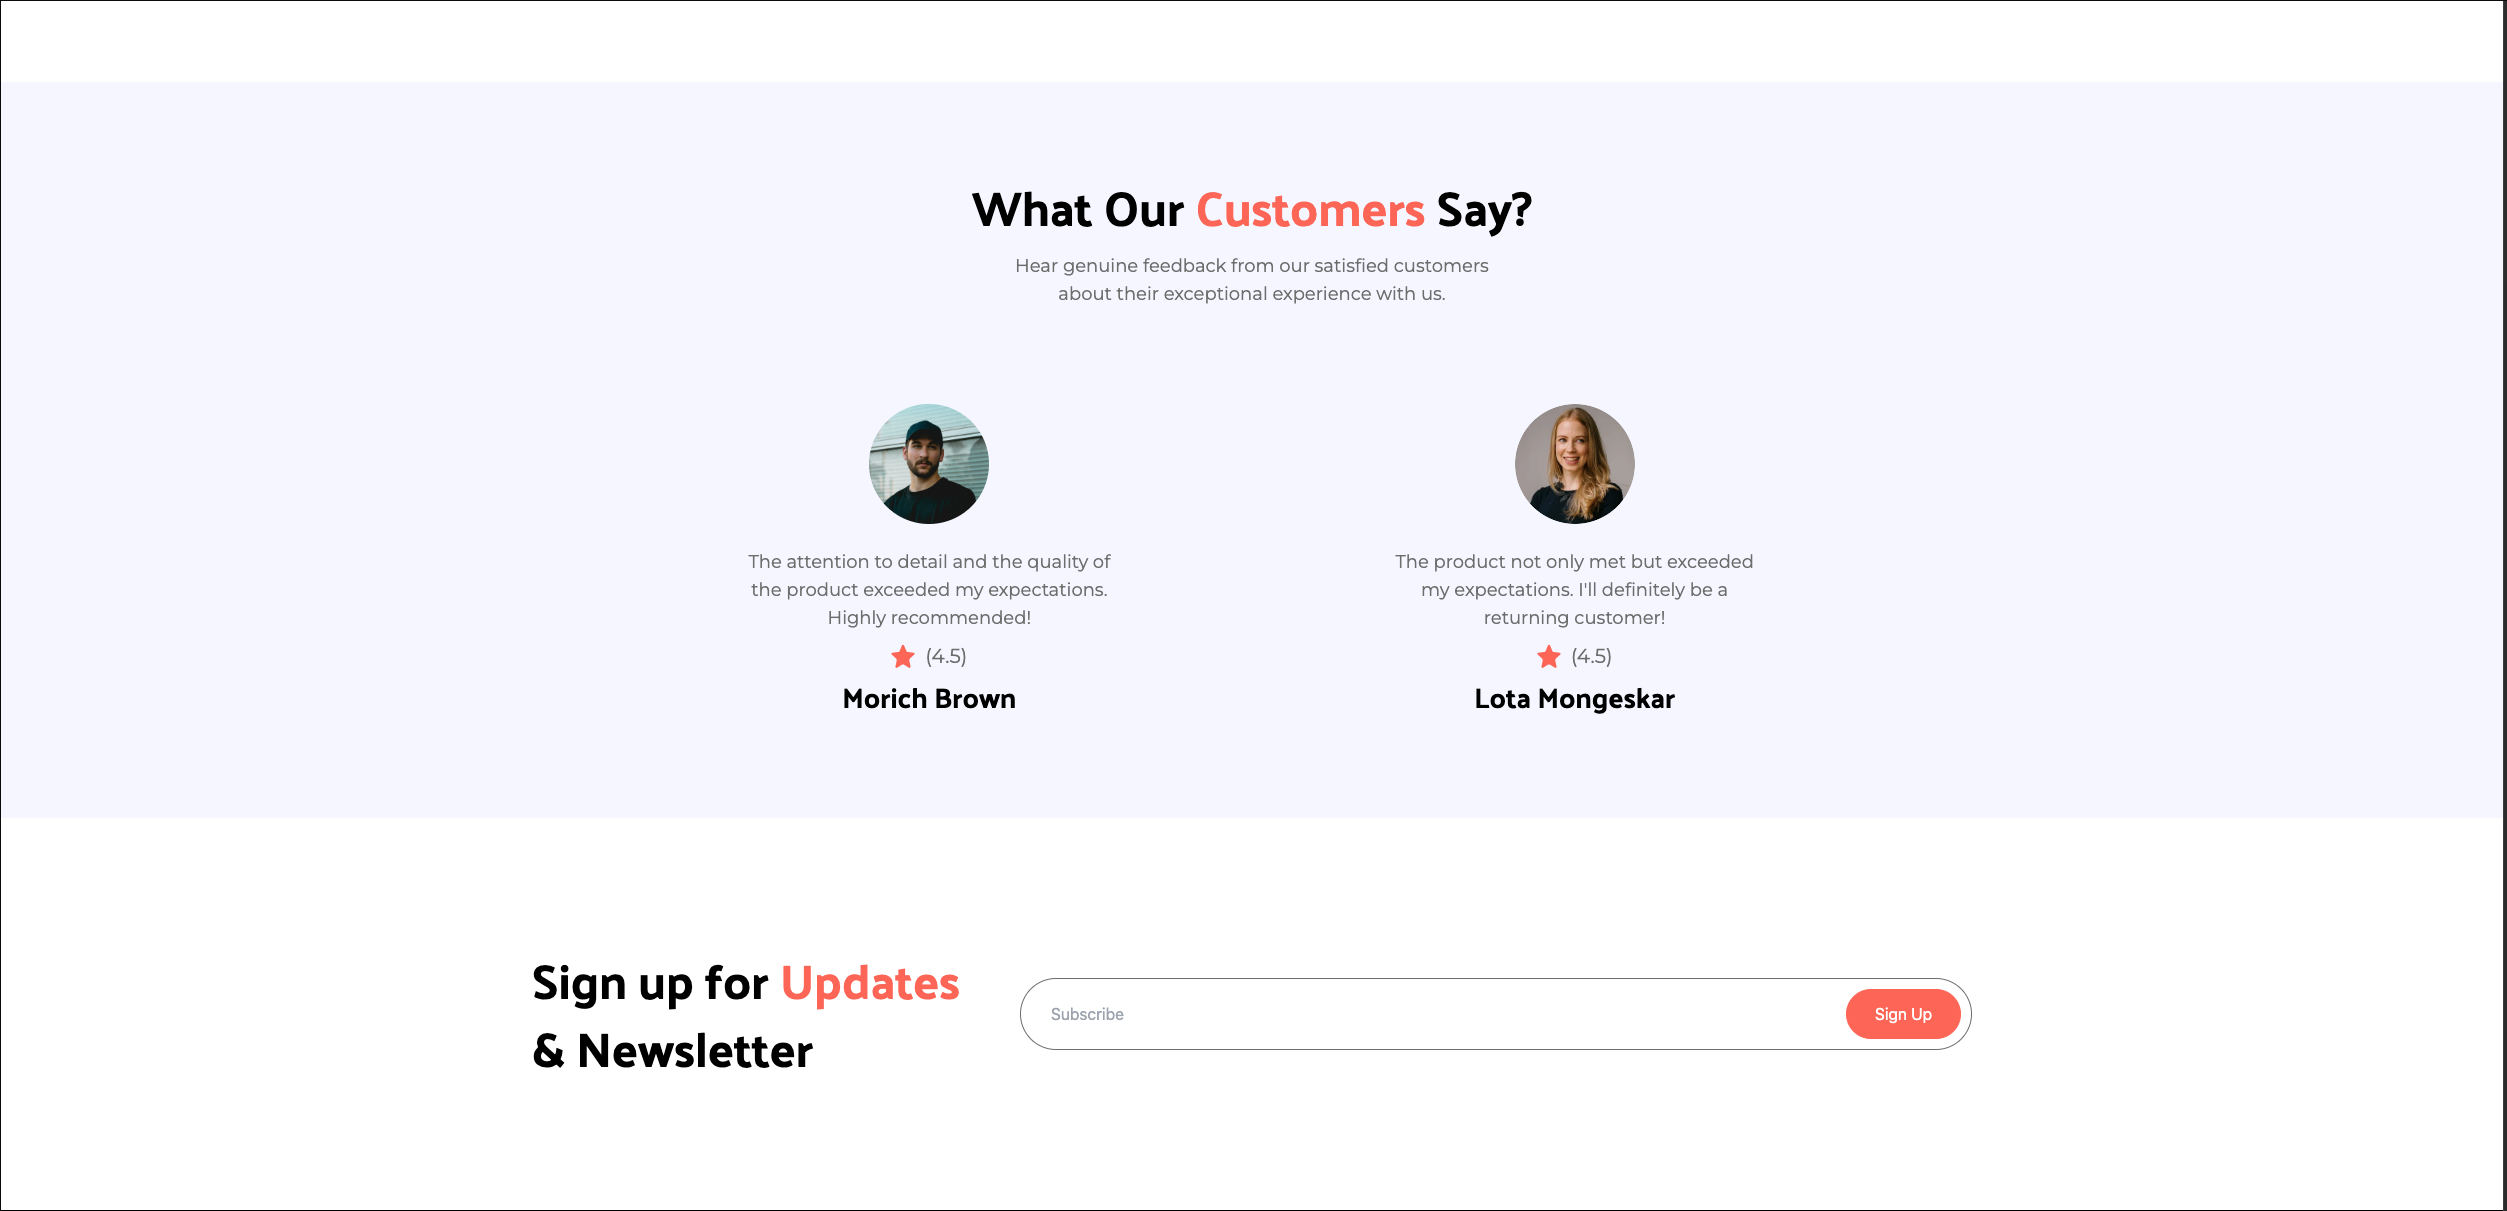 What Our Customers Say?
Hear genuine feedback from our satisfied customers
about their exceptional experience with us.
The attention to detail and the quality of
the product exceeded my expectations.
Highly recommended!
(4.5)
Morich Brown
The product not only met but exceeded
my expectations. I'll definitely be a
returning customer!
(4.5)
Lota Mongeskar
Sign up for Updates
& Newsletter
Subscribe
Sign Up